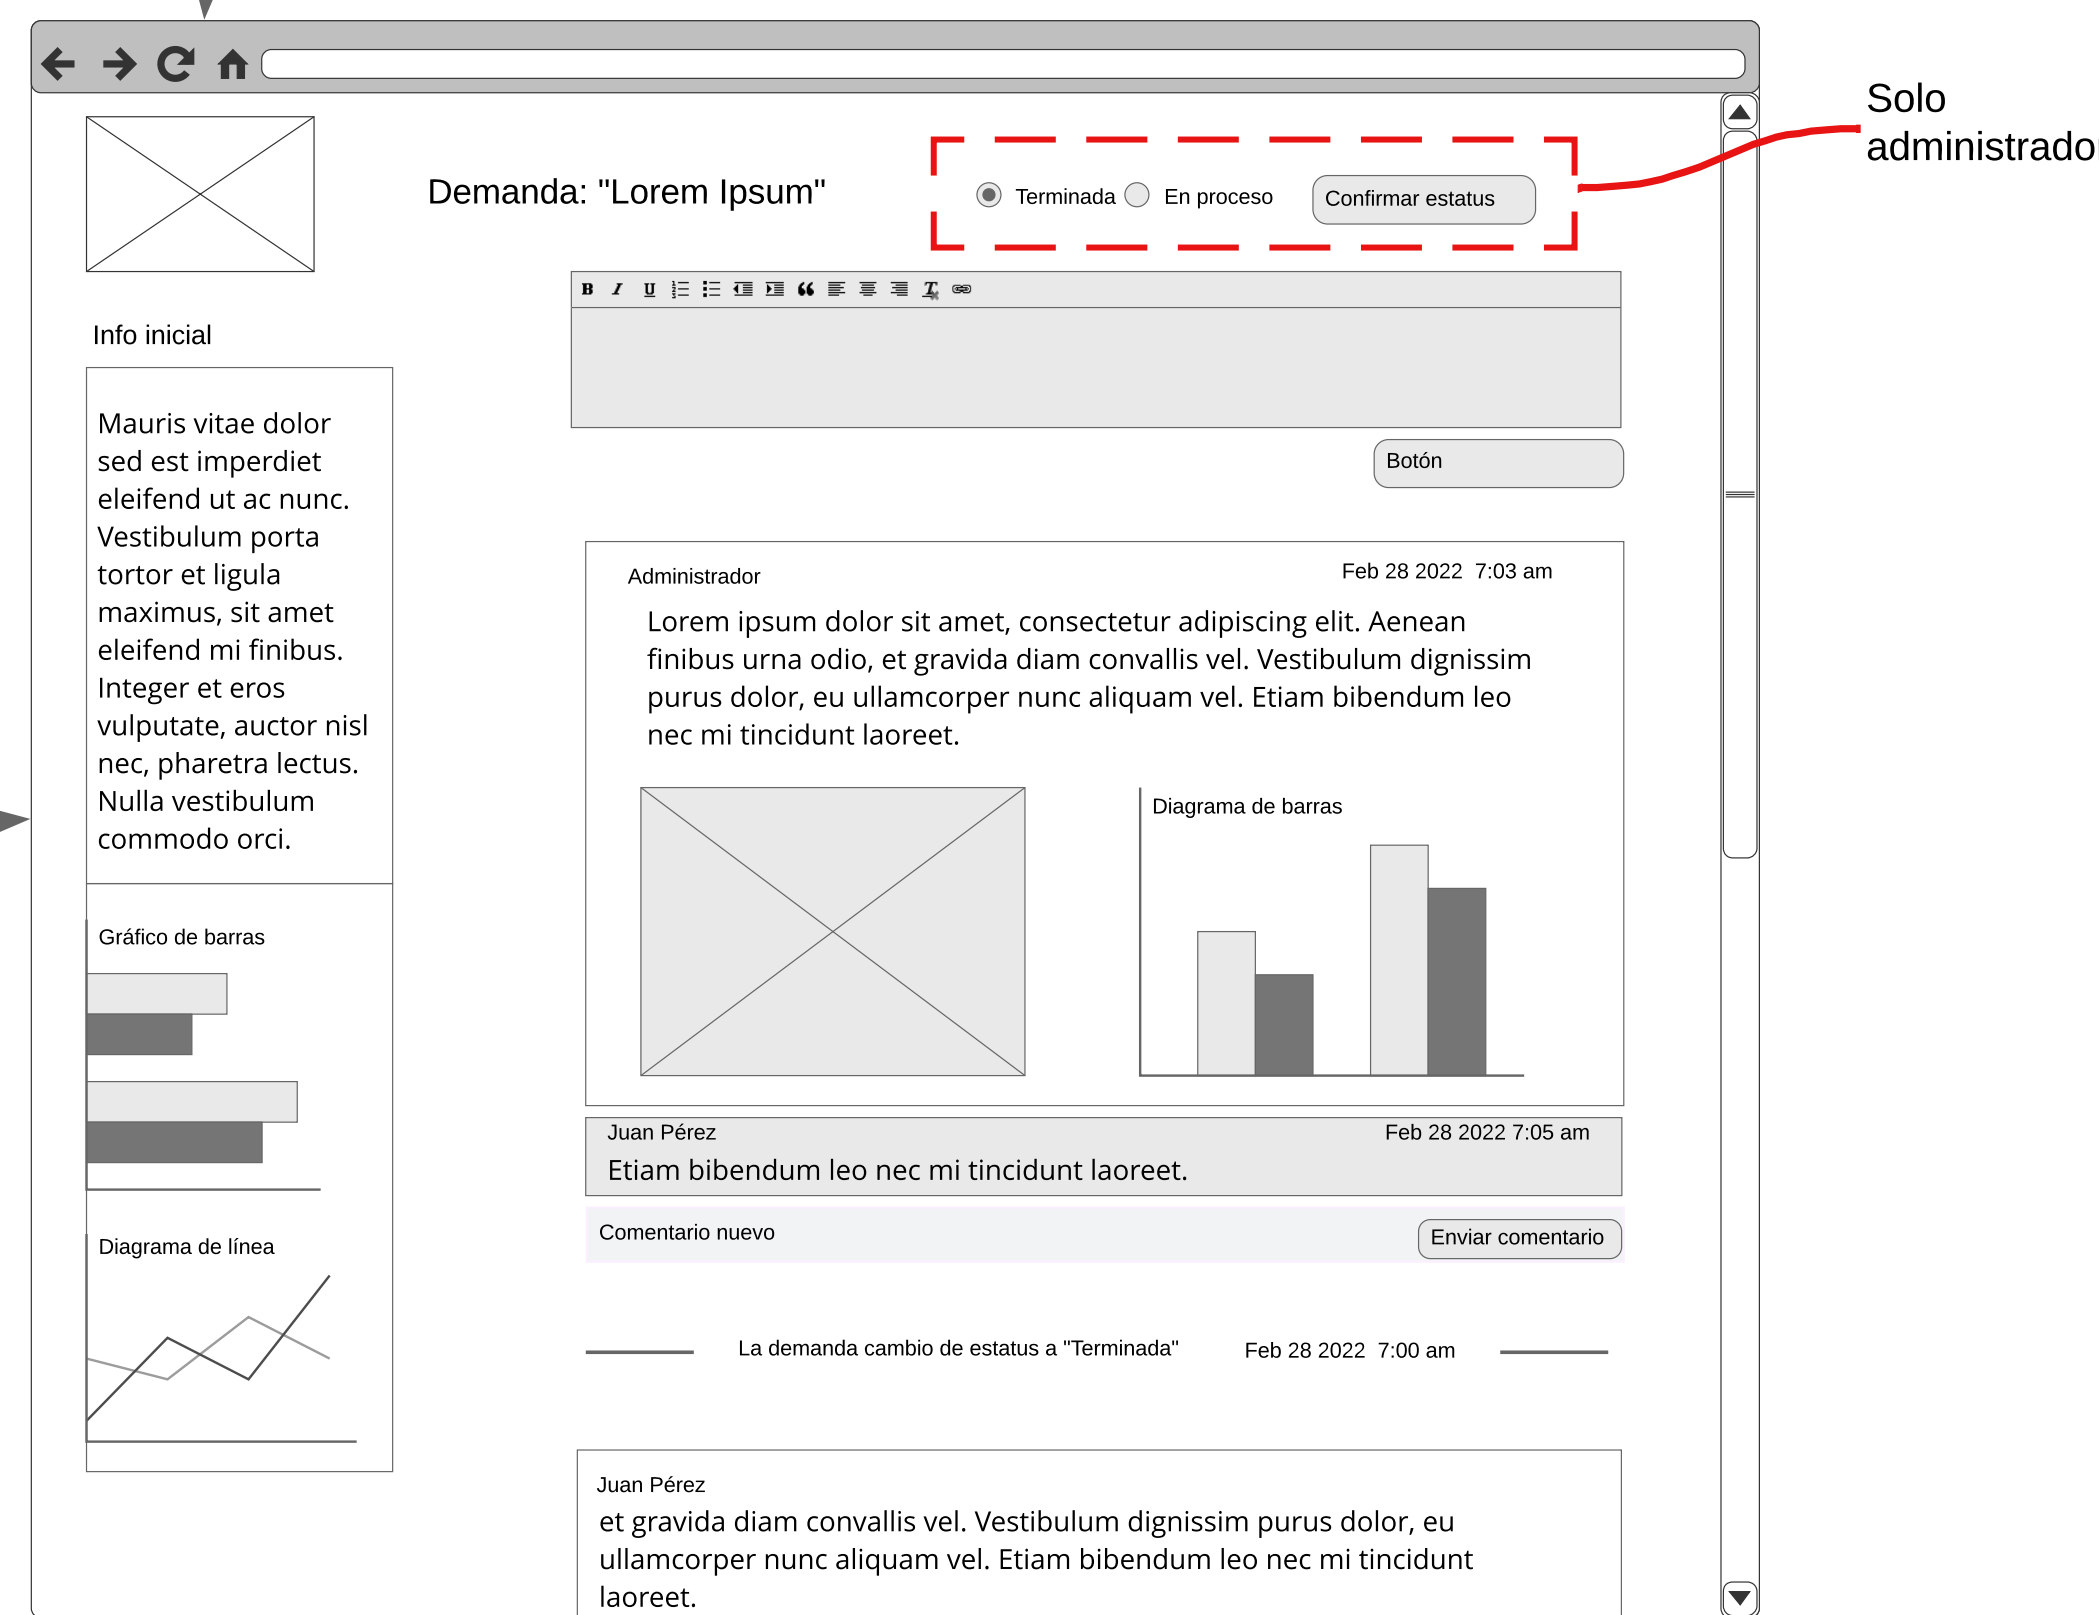 Solo
administrador
Demanda: "Lorem Ipsum"
Terminada
En proceso
Confirmar estatus
Info inicial
Mauris vitae dolor
sed est imperdiet
eleifend ut ac nunc.
Vestibulum porta
tortor et ligula
maximus, sit amet
eleifend mi finibus.
Integer et eros
vulputate, auctor nisl
nec, pharetra lectus.
Nulla vestibulum
commodo orci.
Gráfico de barras
Diagrama de línea
Botón
Administrador
Feb 28 2022  7:03 am
Lorem ipsum dolor sit amet, consectetur adipiscing elit. Aenean
finibus urna odio, et gravida diam convallis vel. Vestibulum dignissim
purus dolor, eu ullamcorper nunc aliquam vel. Etiam bibendum leo
nec mi tincidunt laoreet.
Diagrama de barras
Juan Pérez
Feb 28 2022 7:05 am
Etiam bibendum leo nec mi tincidunt laoreet.
Comentario nuevo
Enviar comentario
La demanda cambio de estatus a "Terminada"
Feb 28 2022  7:00 am
Juan Pérez
et gravida diam convallis vel. Vestibulum dignissim purus dolor, eu
ullamcorper nunc aliquam vel. Etiam bibendum leo nec mi tincidunt
laoreet.